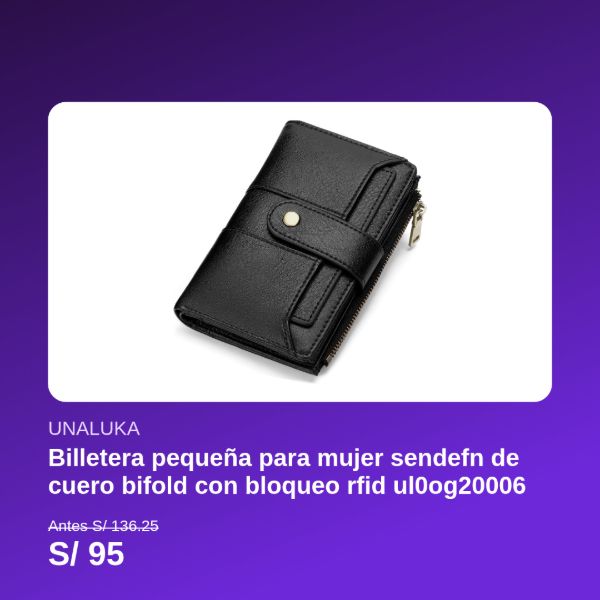 UNALUKA
Billetera pequeña para mujer sendefn de
cuero bifold con bloqueo rfid ul0og20006
Antes S/ 136.25
S/ 95